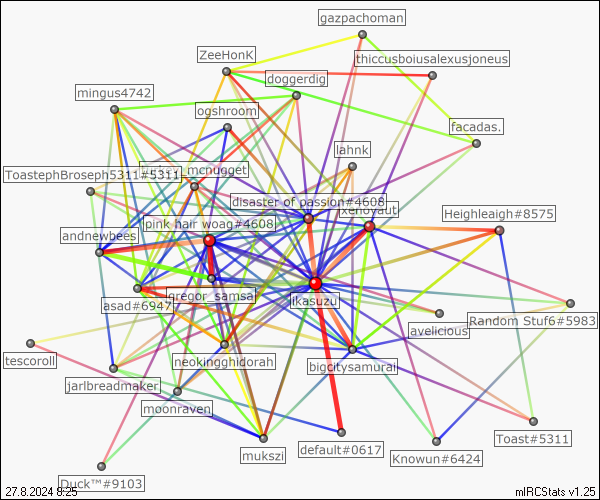 gazpachoman
ZeeHonK
thiccusboiusalexusjoneus
doggerdig
mingus4742
ogshroom
facadas.
lahnk
ToastephBroseph5311#5311
mcnugget
disaster of passion#4608
xenovaut
Heighleaigh#8575
pink hair woag#4608
andrewbees
gregor_samsa
ikasuzu
asad#6947
Random Stuf6#5983
avelicious
tescoroll
neokingghidorah
bigcitysamurai
jarlbreadmaker
moonraven
Toast#5311
mukszi
default#0617
Knowun#6424
Duck™#9103
27.8.2024 8:25
mIRCStats v1.25